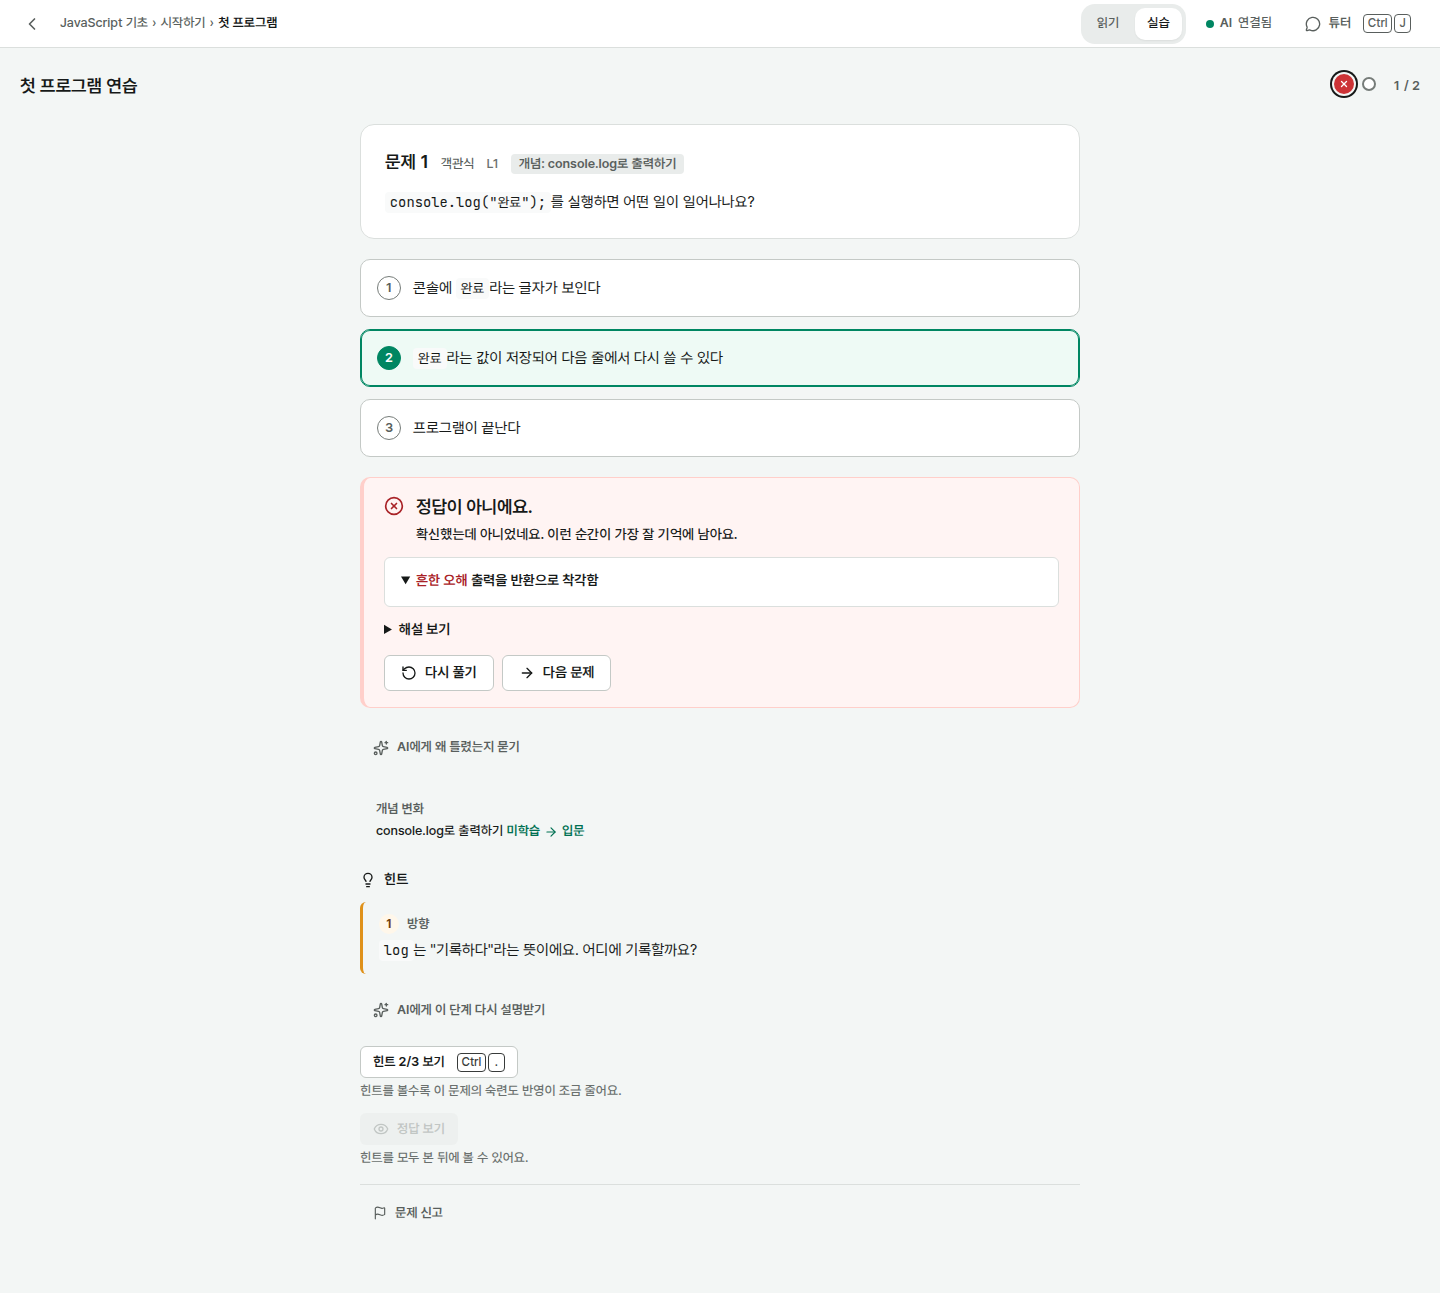 JavaScript 기초 › 시작하기 › 첫 프로그램
읽기 실습 AI 연결됨 튜터 Ctrl J
첫 프로그램 연습
1 / 2
문제 1 객관식 L1 개념: console.log로 출력하기
console.log("완료"); 를 실행하면 어떤 일이 일어나나요?
1 콘솔에 완료 라는 글자가 보인다
2 완료 라는 값이 저장되어 다음 줄에서 다시 쓸 수 있다
3 프로그램이 끝난다
정답이 아니에요.
확신했는데 아니었네요. 이런 순간이 가장 잘 기억에 남아요.
혼한 오해 출력을 반환으로 착각함
해설 보기
다시 풀기 다음 문제
AI에게 왜 틀렸는지 묻기
개념 변화
console.log로 출력하기 미학습 → 입문
힌트
1 방향
log 는 "기록하다"라는 뜻이에요. 어디에 기록할까요?
AI에게 이 단계 다시 설명받기
힌트 2/3 보기 Ctrl .
힌트를 볼수록 이 문제의 숙련도 반영이 조금 줄어요.
정답 보기
힌트를 모두 본 뒤에 볼 수 있어요.
문제 신고